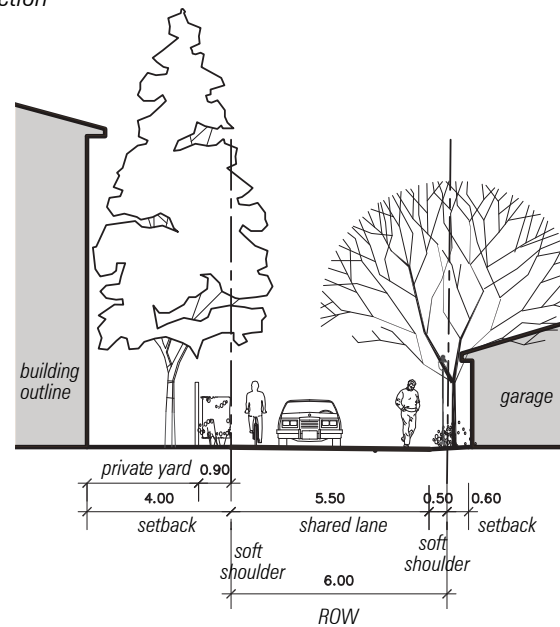 building
outline
garage
private yard 0.90
4.00 5.50 0.50 0.60
setback shared lane setback
soft
shoulder
soft
shoulder
6.00
ROW